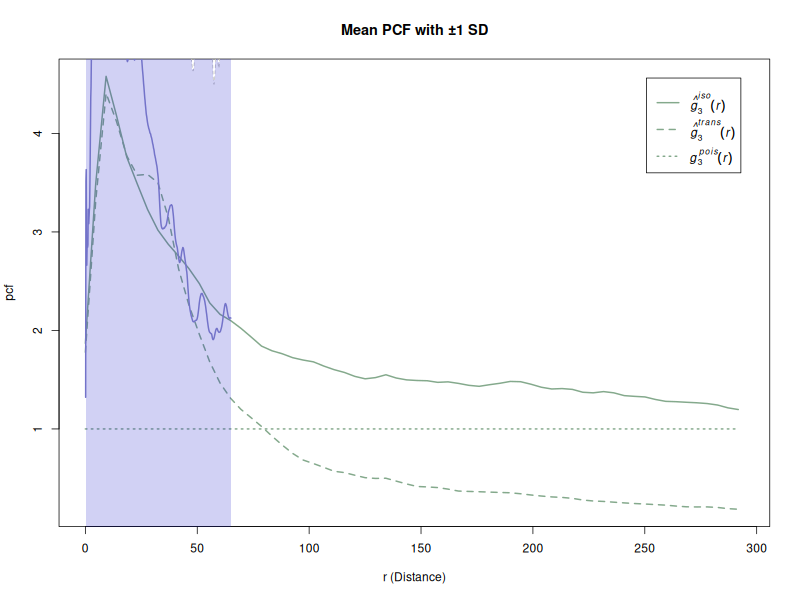 Mean PCF with ±1 SD
ĝ₃ⁱˢᵒ(r)
ĝ₃ᵗʳᵃⁿˢ(r)
g₃ᵖᵒⁱˢ(r)
pcf
4
3
2
1
0 50 100 150 200 250 300
r (Distance)